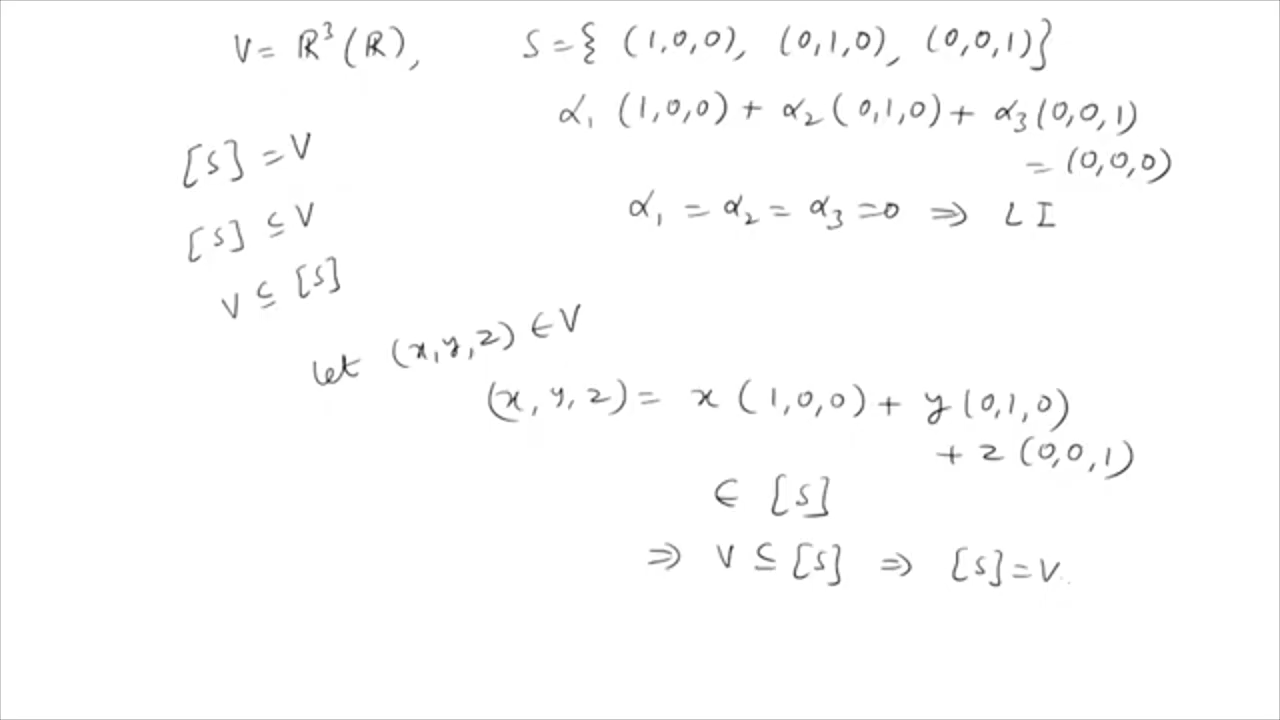 V = ℝ³(ℝ), S = { (1,0,0), (0,1,0), (0,0,1)}
α₁ (1,0,0) + α₂ (0,1,0) + α₃ (0,0,1)
= (0,0,0)
[S] = V
α₁ = α₂ = α₃ = 0 ⇒ LI
[S] ⊆ V
V ⊆ [S]
let (x, y, z) ∈ V
(x, y, z) = x (1,0,0) + y (0,1,0)
+ z (0,0,1)
∈ [S]
⇒ V ⊆ [S] ⇒ [S] = V.